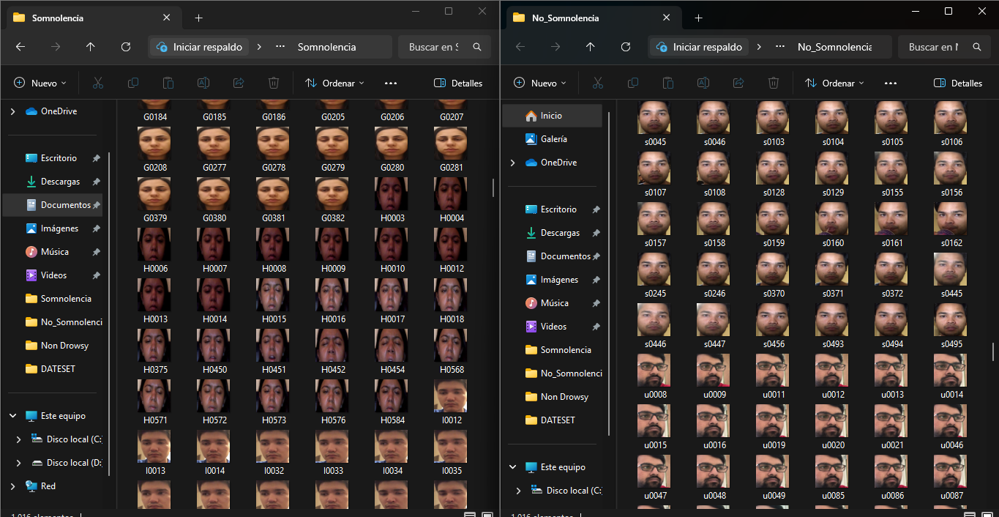 Somnolencia
Iniciar respaldo
Somnolencia
Buscar en S
Nuevo
Ordenar
Detalles
OneDrive
Escritorio
Descargas
Documentos
Imágenes
Música
Videos
Somnolencia
No_Somnolenci
Non Drowsy
DATESET
Este equipo
Disco local (C:
Disco local (D:
Red
G0184 G0185 G0186 G0205 G0206 G0207
G0208 G0277 G0278 G0279 G0280 G0281
G0379 G0380 G0381 G0382 H0003 H0004
H0006 H0007 H0008 H0009 H0010 H0012
H0013 H0014 H0015 H0016 H0017 H0018
H0375 H0450 H0451 H0452 H0454 H0568
H0571 H0572 H0573 H0576 H0584 I0012
I0013 I0014 I0032 I0033 I0034 I0035
1.016 elementos
No_Somnolencia
Iniciar respaldo
No_Somnolencia
Buscar en N
Nuevo
Ordenar
Detalles
Inicio
Galería
OneDrive
Escritorio
Descargas
Documentos
Imágenes
Música
Videos
Somnolencia
No_Somnolenci
Non Drowsy
DATESET
Este equipo
Disco local (C:
s0045 s0046 s0103 s0104 s0105 s0106
s0107 s0108 s0128 s0129 s0155 s0156
s0157 s0158 s0159 s0160 s0161 s0162
s0245 s0246 s0370 s0371 s0372 s0445
s0446 s0447 s0456 s0493 s0494 s0495
u0008 u0009 u0011 u0012 u0013 u0014
u0015 u0016 u0019 u0020 u0021 u0046
u0047 u0048 u0049 u0085 u0086 u0087
1.016 elementos